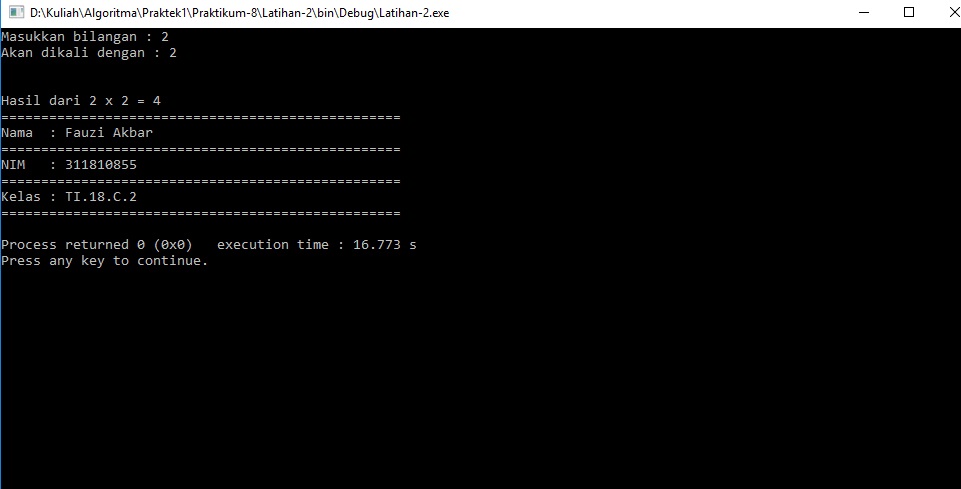 D:\Kuliah\Algoritma\Praktek1\Praktikum-8\Latihan-2\bin\Debug\Latihan-2.exe
Masukkan bilangan : 2
Akan dikali dengan : 2
Hasil dari 2 x 2 = 4
==================================================
Nama  : Fauzi Akbar
==================================================
NIM   : 311810855
==================================================
Kelas : TI.18.C.2
==================================================
Process returned 0 (0x0)   execution time : 16.773 s
Press any key to continue.